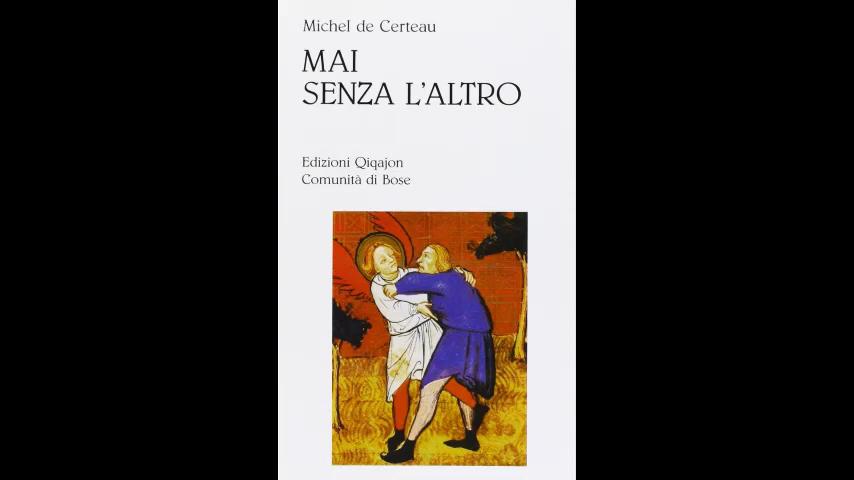 Michel de Certeau
MAI
SENZA L'ALTRO
Edizioni Qiqajon
Comunità di Bose